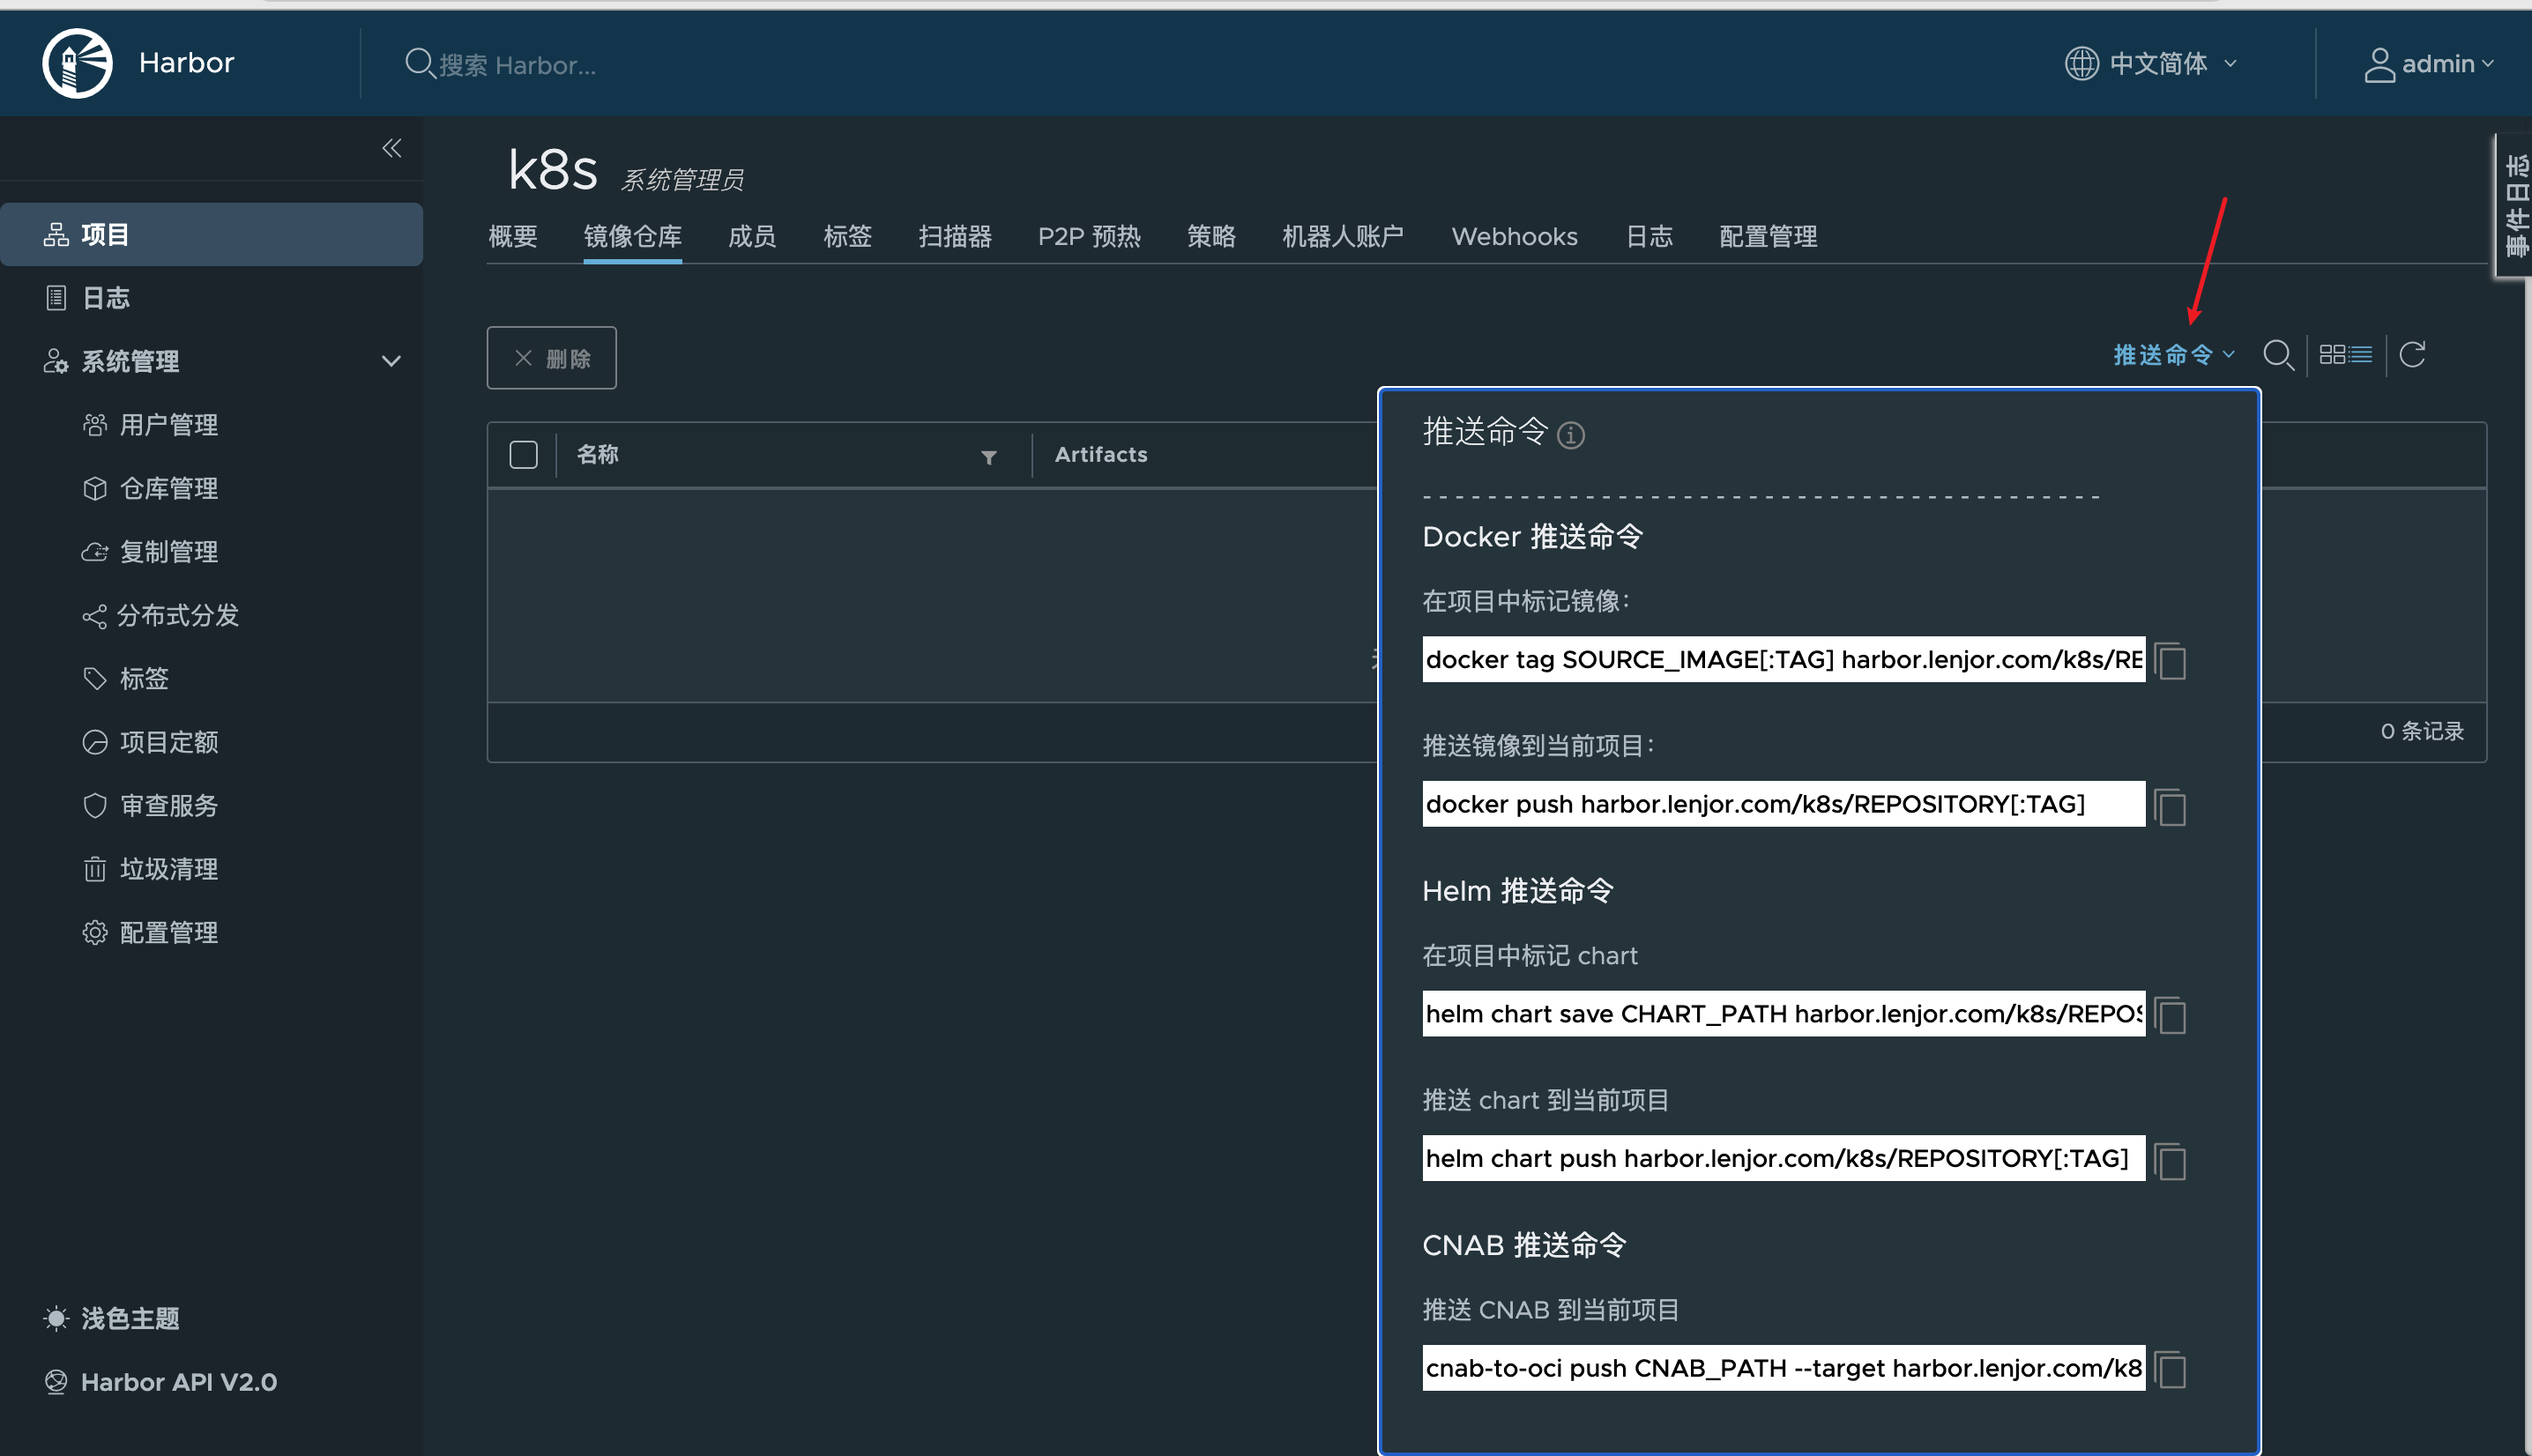 Harbor
搜索 Harbor...
中文简体
admin
事件日志
k8s 系统管理员
概要 镜像仓库 成员 标签 扫描器 P2P 预热 策略 机器人账户 Webhooks 日志 配置管理
项目
日志
系统管理
用户管理
仓库管理
复制管理
分布式分发
标签
项目定额
审查服务
垃圾清理
配置管理
浅色主题
Harbor API V2.0
删除
推送命令
名称
Artifacts
0 条记录
推送命令
Docker 推送命令
在项目中标记镜像：
docker tag SOURCE_IMAGE[:TAG] harbor.lenjor.com/k8s/RE
推送镜像到当前项目：
docker push harbor.lenjor.com/k8s/REPOSITORY[:TAG]
Helm 推送命令
在项目中标记 chart
helm chart save CHART_PATH harbor.lenjor.com/k8s/REPOS
推送 chart 到当前项目
helm chart push harbor.lenjor.com/k8s/REPOSITORY[:TAG]
CNAB 推送命令
推送 CNAB 到当前项目
cnab-to-oci push CNAB_PATH --target harbor.lenjor.com/k8